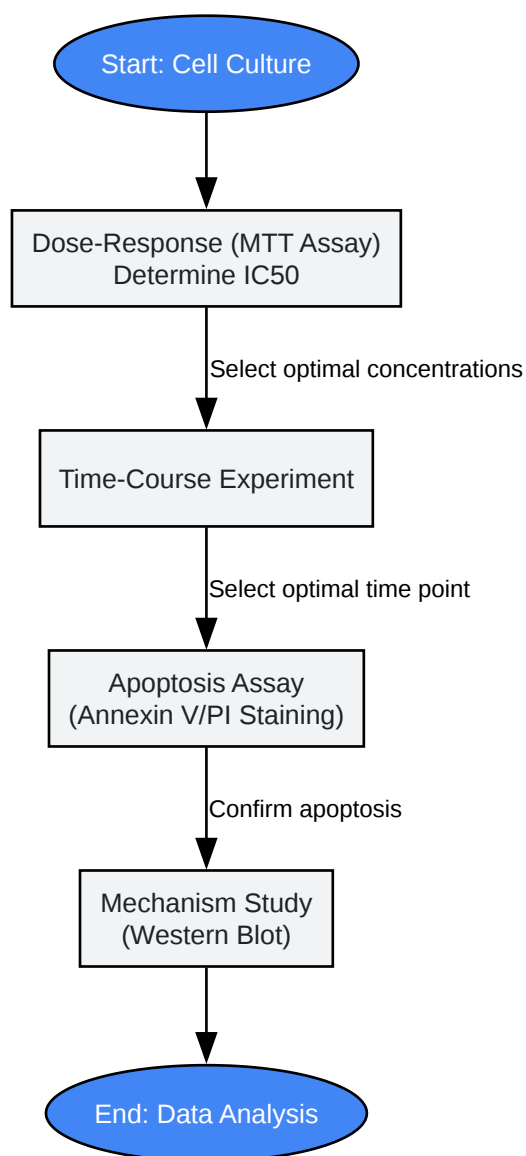 Start: Cell Culture
Dose-Response (MTT Assay)
Determine IC50
Select optimal concentrations
Time-Course Experiment
Select optimal time point
Apoptosis Assay
(Annexin V/PI Staining)
Confirm apoptosis
Mechanism Study
(Western Blot)
End: Data Analysis